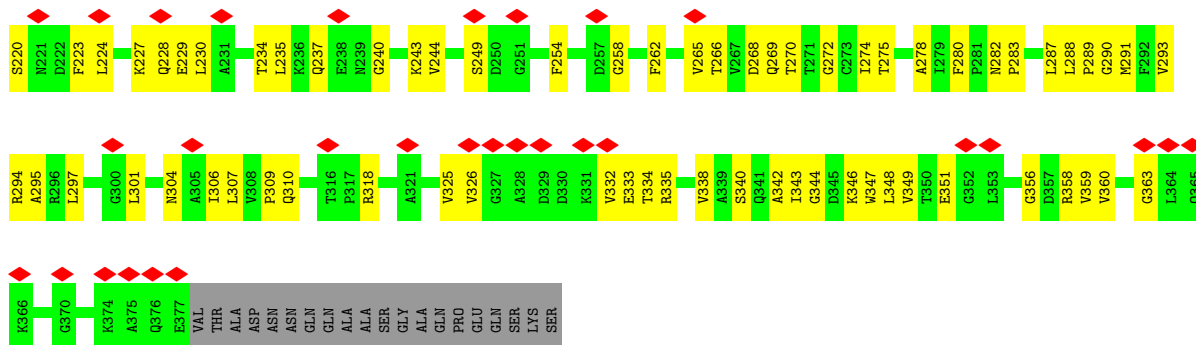 S220 N221 D222 F223 L224 K227 Q228 E229 L230 A231 T234 L235 K236 Q237 E238 N239 G240 K243 V244 S249 D250 G251 F254 D257 G258 F262 V265 T266 V267 D268 Q269 T270 T271 G272 C273 I274 T275 A278 I279 F280 P281 N282 P283 L287 L288 P289 G290 M291 F292 V293
R294 A295 R296 L297 G300 L301 N304 A305 I306 L307 V308 P309 Q310 T316 P317 R318 A321 V325 V326 G327 A328 D329 D330 K331 V332 E333 T334 R335 V338 A339 S340 Q341 A342 I343 G344 D345 K346 W347 L348 V349 T350 E351 G352 L353 G356 D357 R358 V359 V360 G363 L364 Q365
K366 G370 K374 A375 Q376 E377 VAL THR ALA ASP ASN ASN GLN GLN ALA ALA SER GLY ALA GLN PRO GLU GLN SER LYS SER